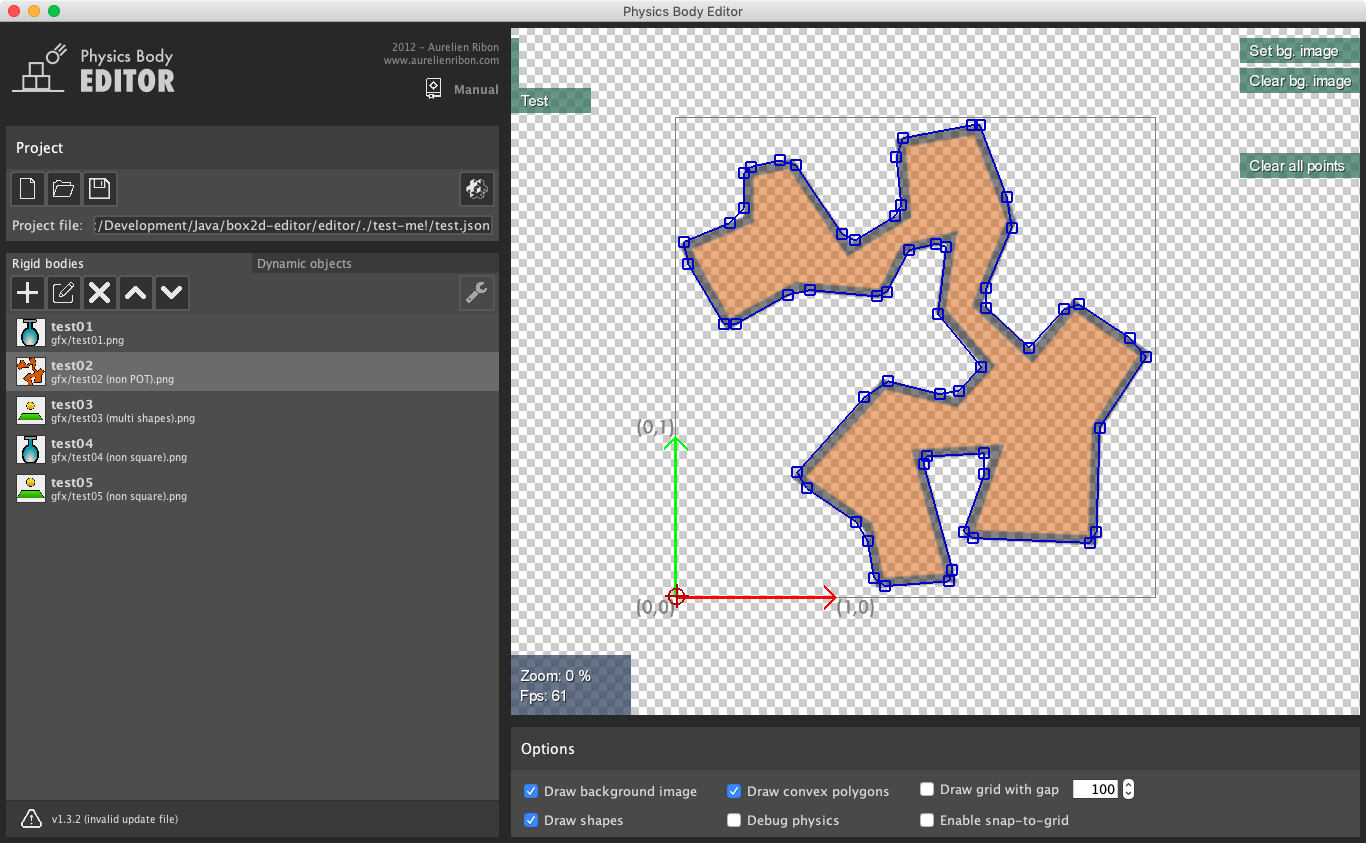 Physics Body Editor
Physics Body
EDITOR
2012 - Aurelien Ribon
www.aurelienribon.com
Manual
Project
Project file: :/Development/Java/box2d-editor/editor/./test-me!/test.json
Rigid bodies
Dynamic objects
test01
gfx/test01.png
test02
gfx/test02 (non POT).png
test03
gfx/test03 (multi shapes).png
test04
gfx/test04 (non square).png
test05
gfx/test05 (non square).png
v1.3.2 (invalid update file)
Test
Set bg. image
Clear bg. image
Clear all points
(0,1)
(0,0)
(1,0)
Zoom: 0 %
Fps: 61
Options
Draw background image
Draw convex polygons
Draw grid with gap 100
Draw shapes
Debug physics
Enable snap-to-grid